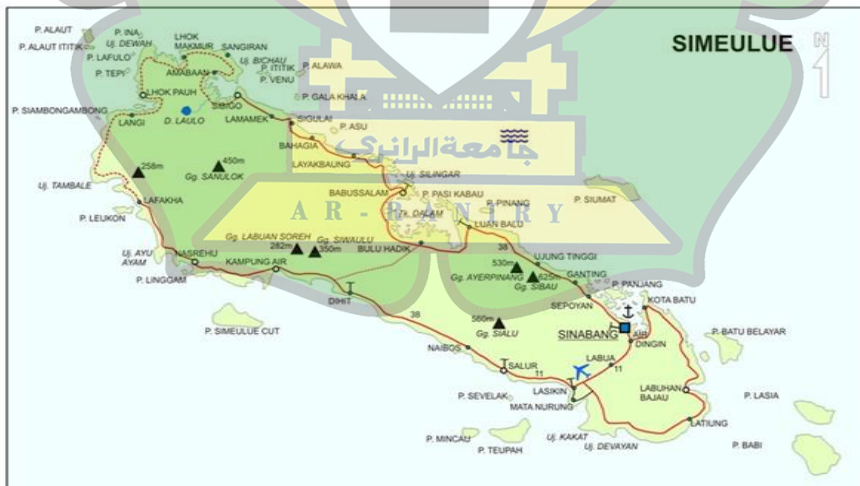 SIMEULUE
N
P. ALAUT
P. INA
Uj. DEWAH
LHOK
MAKMUR
SANGIRAN
P. ALAUT ITITIK
P. LAFULO
Uj. BICHAU
P. TEPI
AMABAAN
P. ITITIK
P. ALAWA
P. VENU
LHOK PAUH
SIBIGO
P. GALA KHALA
P. SIAMBONGAMBONG
LANGI
D. LAULO
LAMAMEK
SIGULAI
P. ASU
BAHAGIA
جامعة الرانري
LAYAKBAUNG
258m
450m
Gg. SANULOK
Uj. SILINGAR
Uj. TAMBALE
BABUSSALAM
P. PASI KABAU
P. SIUMAT
LAFAKHA
P. PINANG
AR-RANIRY
P. LEUKON
Tk. DALAM
LUAN BALU
Gg. LABUAN SOREH
Gg. SIWAULU
282m
350m
BULU HADIK
38
Uj. AYU
AYAM
NASREHU
KAMPUNG AIR
UJUNG TINGGI
530m
Gg. AYERPINANG
625m
Gg. SIBAU
GANTING
P. PANJANG
P. LINGGAM
DIHIT
SEPOYAN
KOTA BATU
P. SIMEULUE CUT
38
560m
Gg. SIALU
SINABANG
AIR
DINGIN
P. BATU BELAYAR
NAIBOS
LABUA
SALUR
11
11
LASIKIN
LABUHAN
BAJAU
P. SEVELAK
MATA NURUNG
P. LASIA
LATIUNG
P. MINCAU
P. TEUPAH
Uj. KAKAT
Uj. DEVAYAN
P. BABI